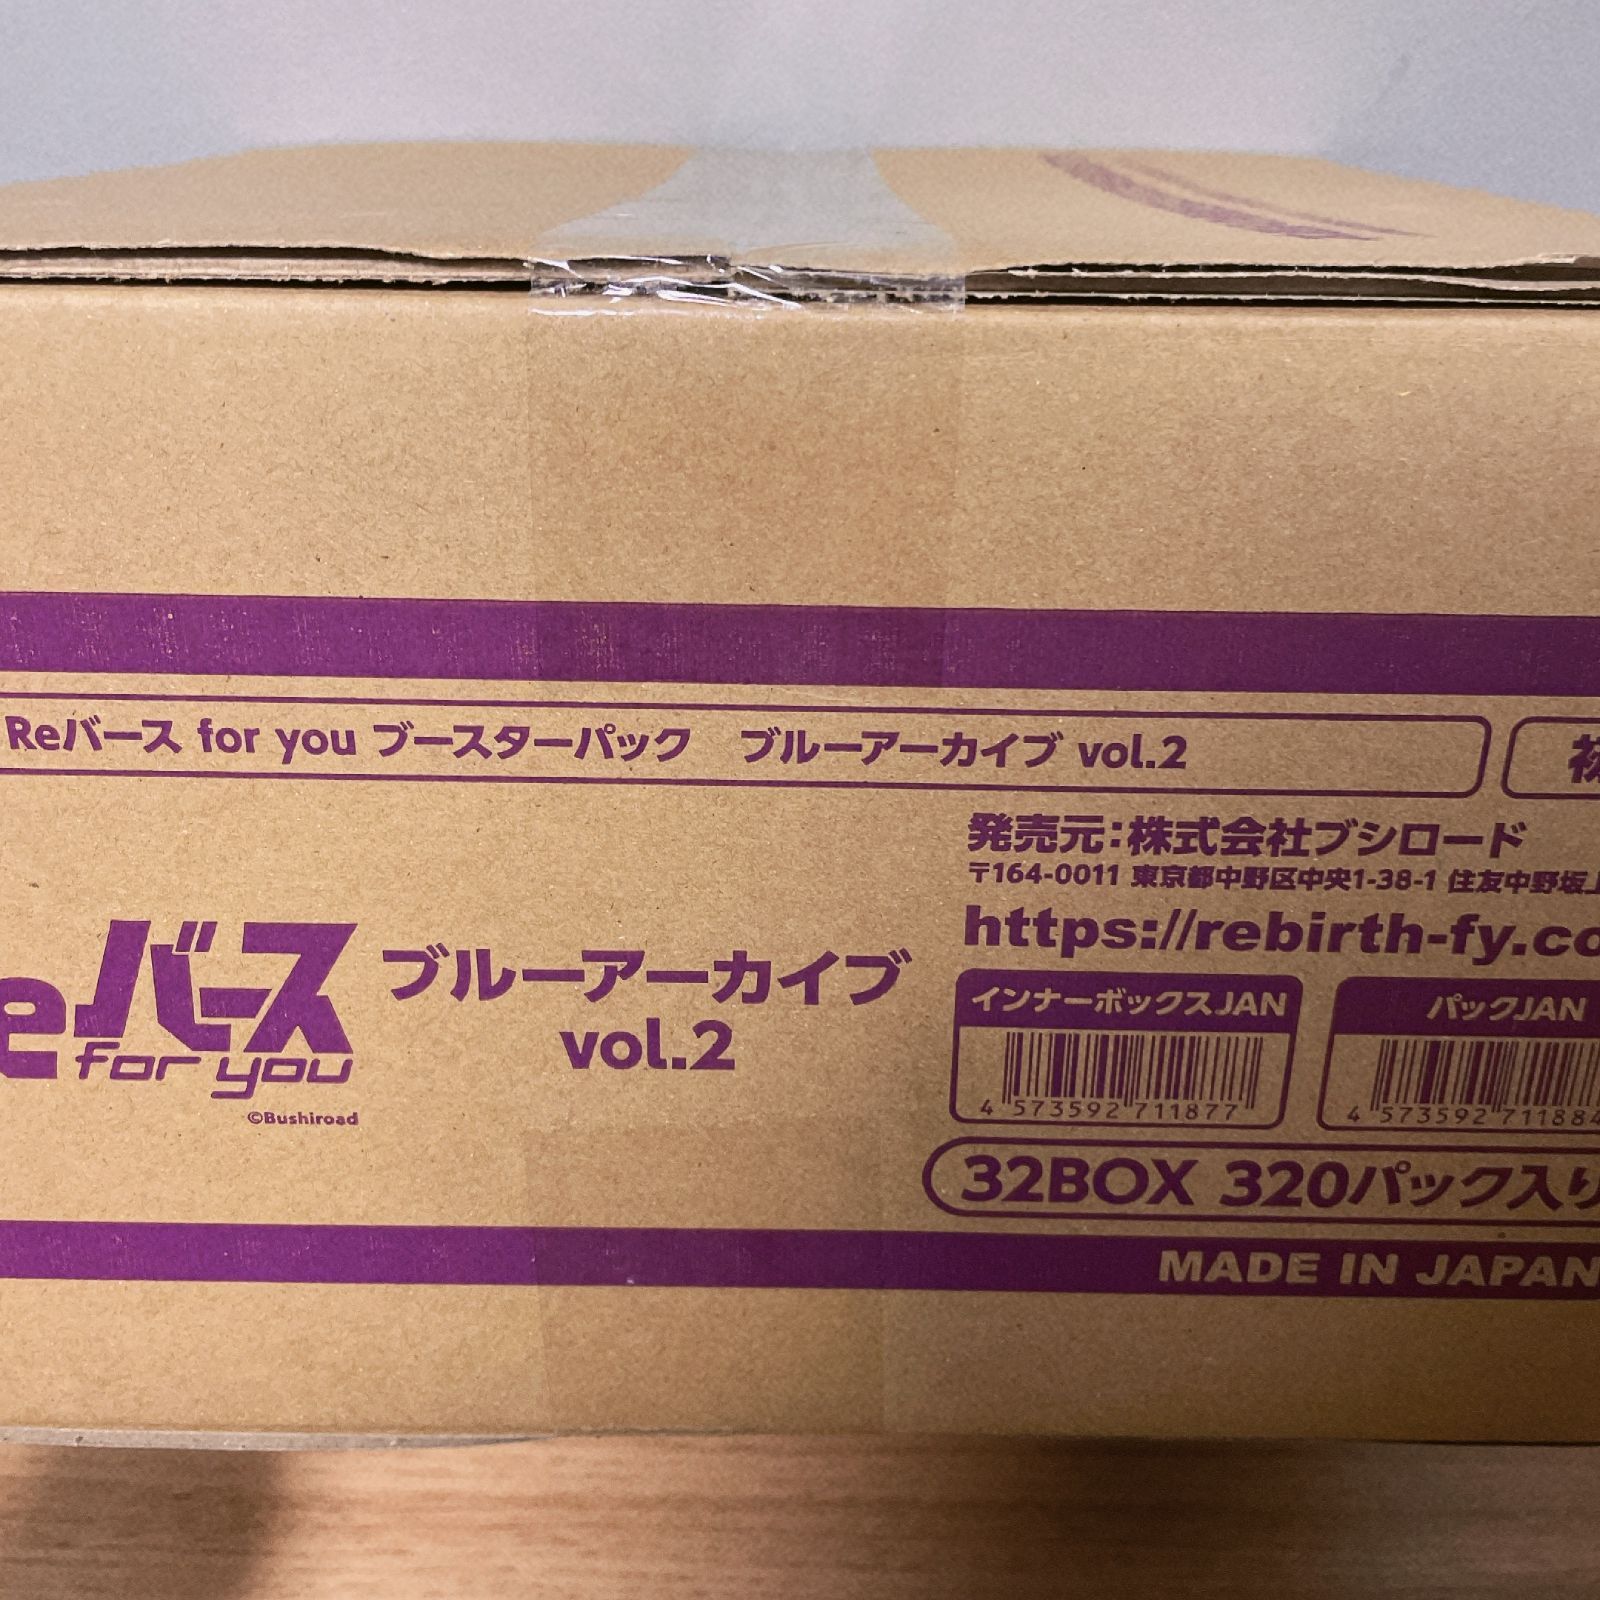 Reバース for you ブースターパック　ブルーアーカイブ vol.2
初
発売元：株式会社ブシロード
〒164-0011 東京都中野区中央1-38-1 住友中野坂上
https://rebirth-fy.co
eバース
for you
©Bushiroad
ブルーアーカイブ
vol.2
インナーボックスJAN
4 573592 711877
パックJAN
4 573592 711884
32BOX 320パック入り
MADE IN JAPAN